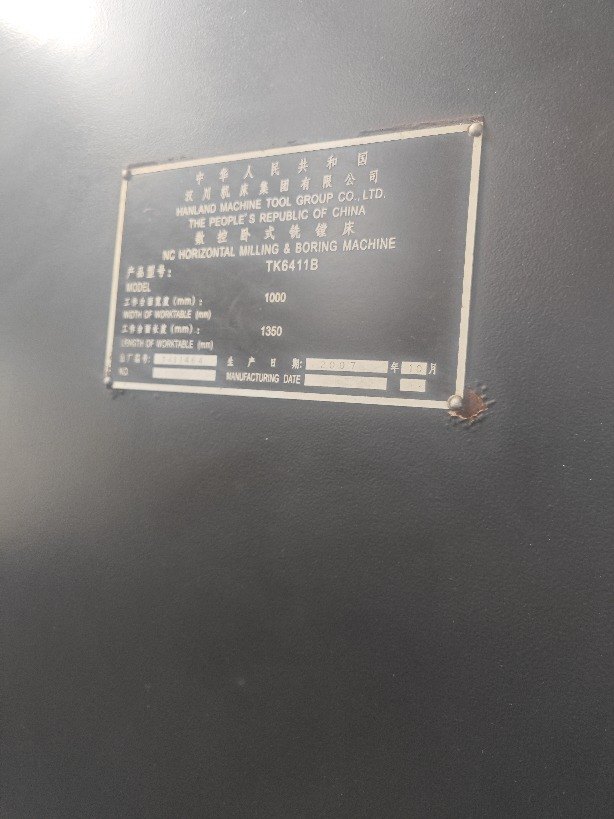 中华人民共和国
汉川机床集团有限公司
HANLAND MACHINE TOOL GROUP CO.,LTD.
THE PEOPLE'S REPUBLIC OF CHINA
数控卧式铣镗床
NC HORIZONTAL MILLING & BORING MACHINE
产品型号: TK6411B
MODEL
工作台面宽度(mm): 1000
WIDTH OF WORKTABLE (mm)
工作台面长度(mm): 1350
LENGTH OF WORKTABLE (mm)
出厂编号: 生产日期: 2007 年 10 月
NO. MANUFACTURING DATE